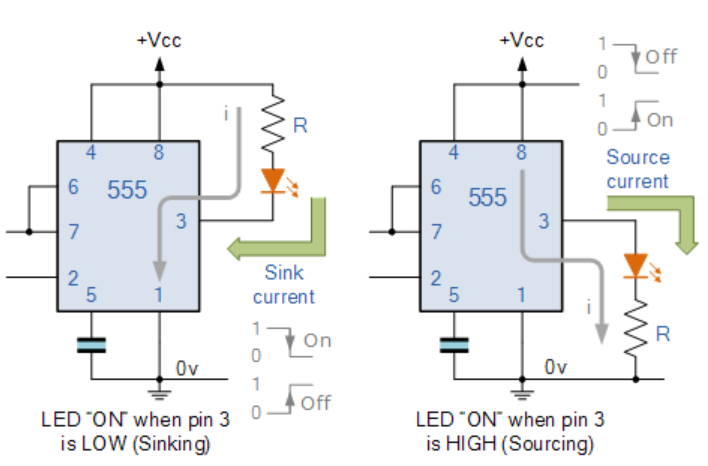 +Vcc
i
R
4
8
6
555
7
3
2
5
1
Sink
current
1
0
On
1
0
Off
0v
LED "ON" when pin 3
is LOW (Sinking)
+Vcc
1
0
Off
1
0
On
Source
current
4
8
6
555
7
3
2
5
1
i
R
0v
LED "ON" when pin 3
is HIGH (Sourcing)